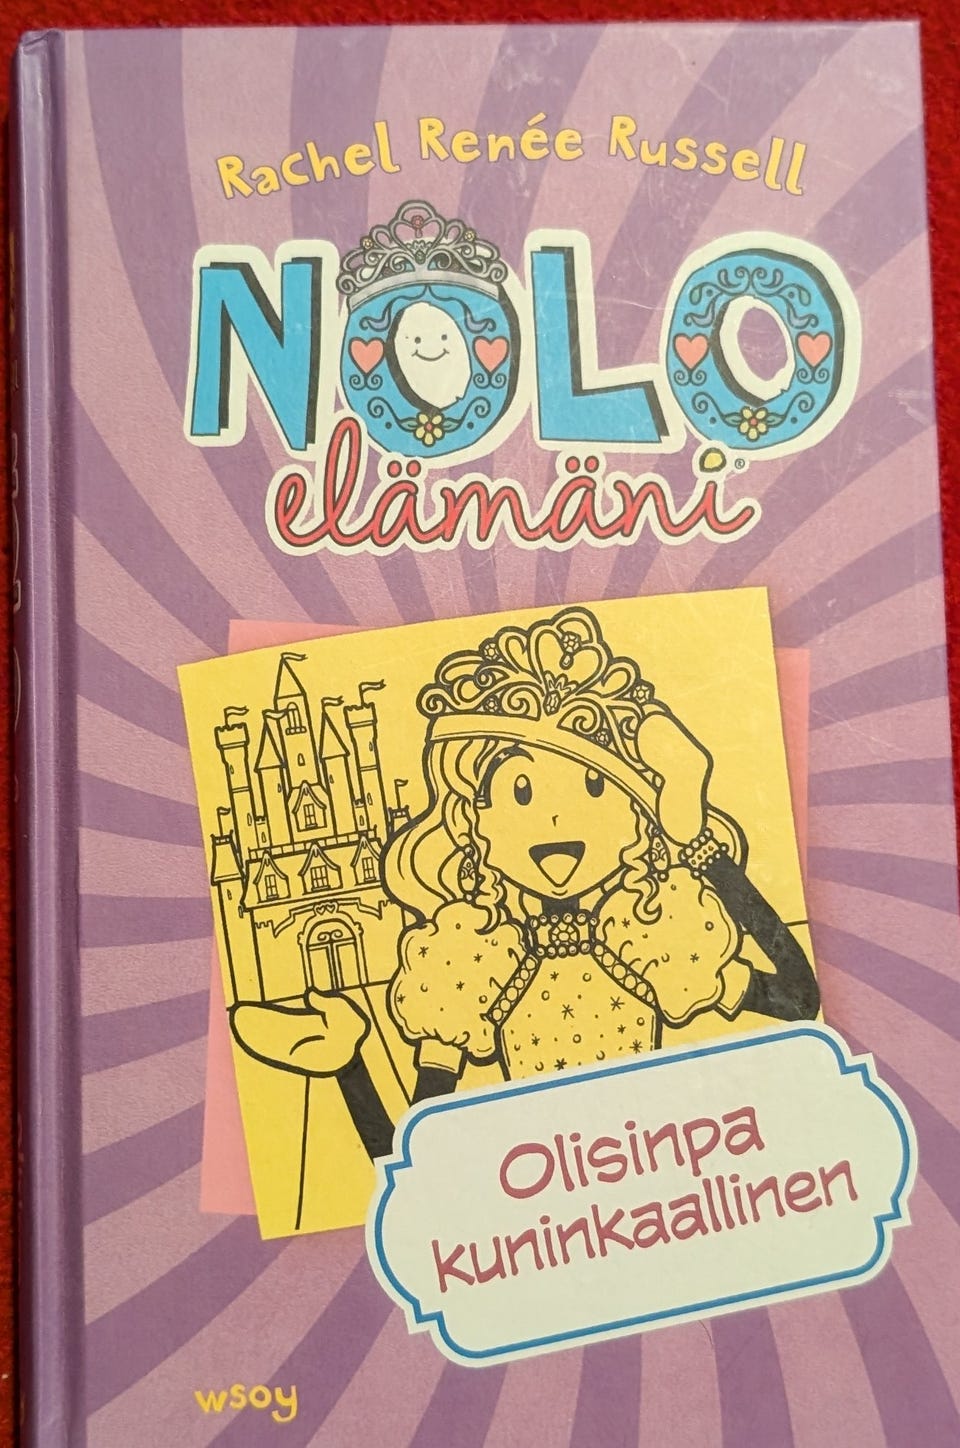 Rachel Renée Russell
NOLO
elämäni®
Olisinpa
kuninkaallinen
wsoy